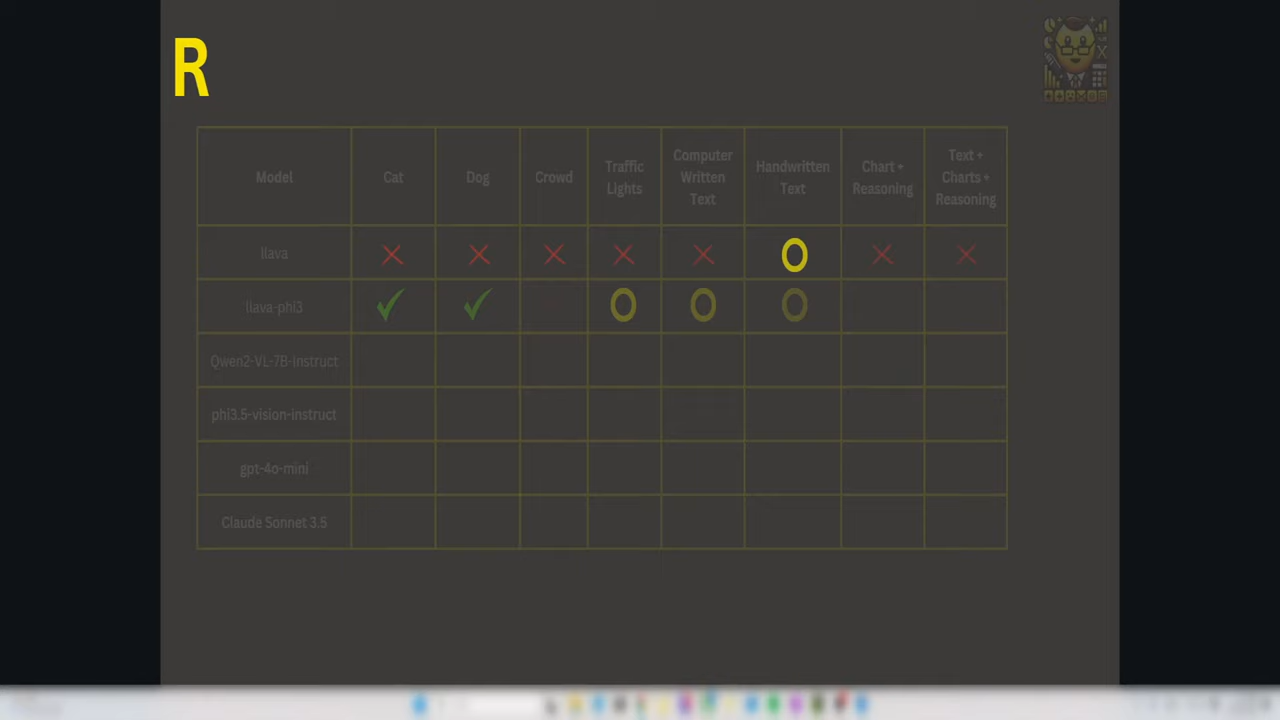 R
Model Cat Dog Crowd Traffic Lights Computer Written Text Handwritten Text Chart + Reasoning Text + Charts + Reasoning
llava
llava-phi3
Qwen2-VL-7B-instruct
phi3.5-vision-instruct
gpt-4o-mini
Claude Sonnet 3.5